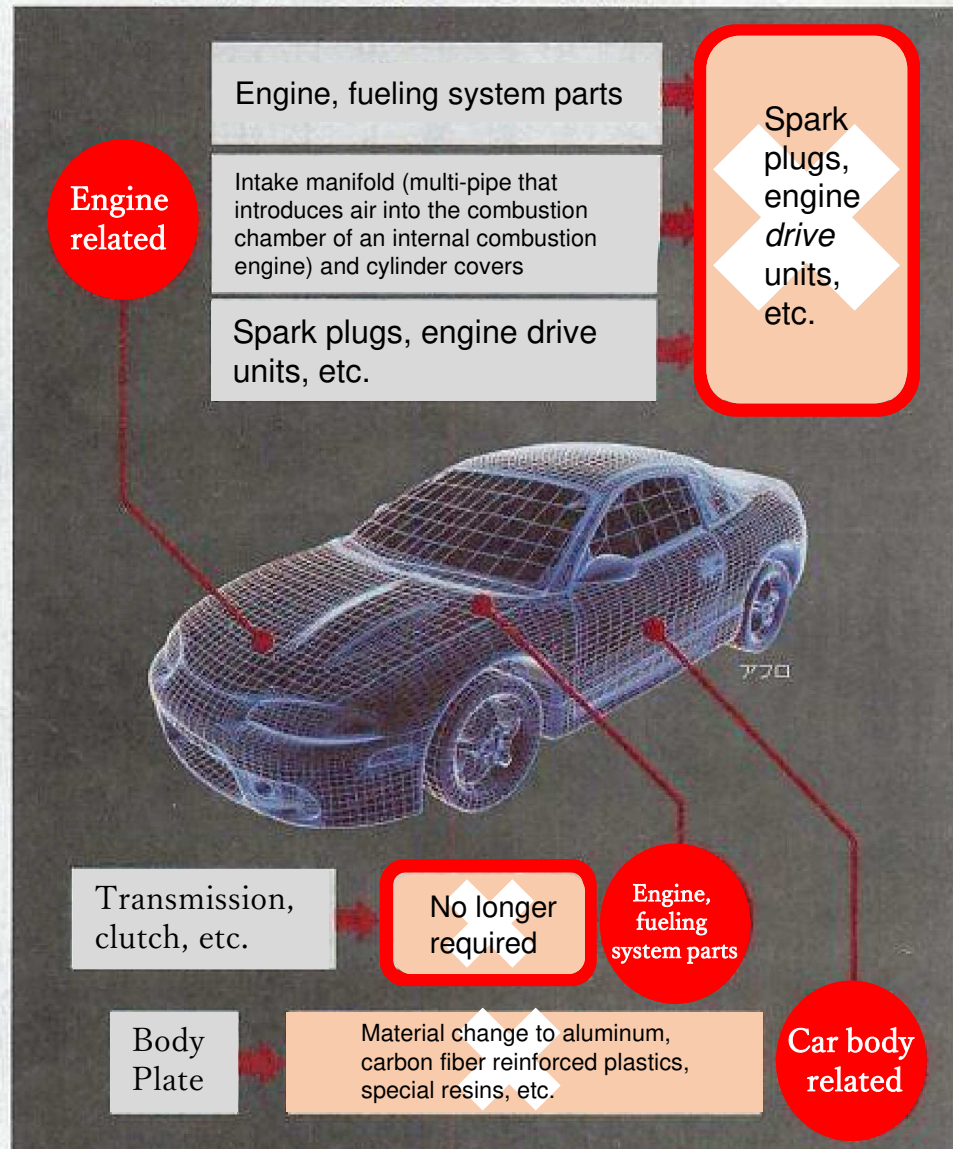 Engine, fueling system parts
Engine
related
Intake manifold (multi-pipe that
introduces air into the combustion
chamber of an internal combustion
engine) and cylinder covers
Spark plugs, engine drive
units, etc.
Spark
plugs,
engine
drive
units,
etc.
アフロ
Transmission,
clutch, etc.
No longer
required
Engine,
fueling
system parts
Body
Plate
Material change to aluminum,
carbon fiber reinforced plastics,
special resins, etc.
Car body
related